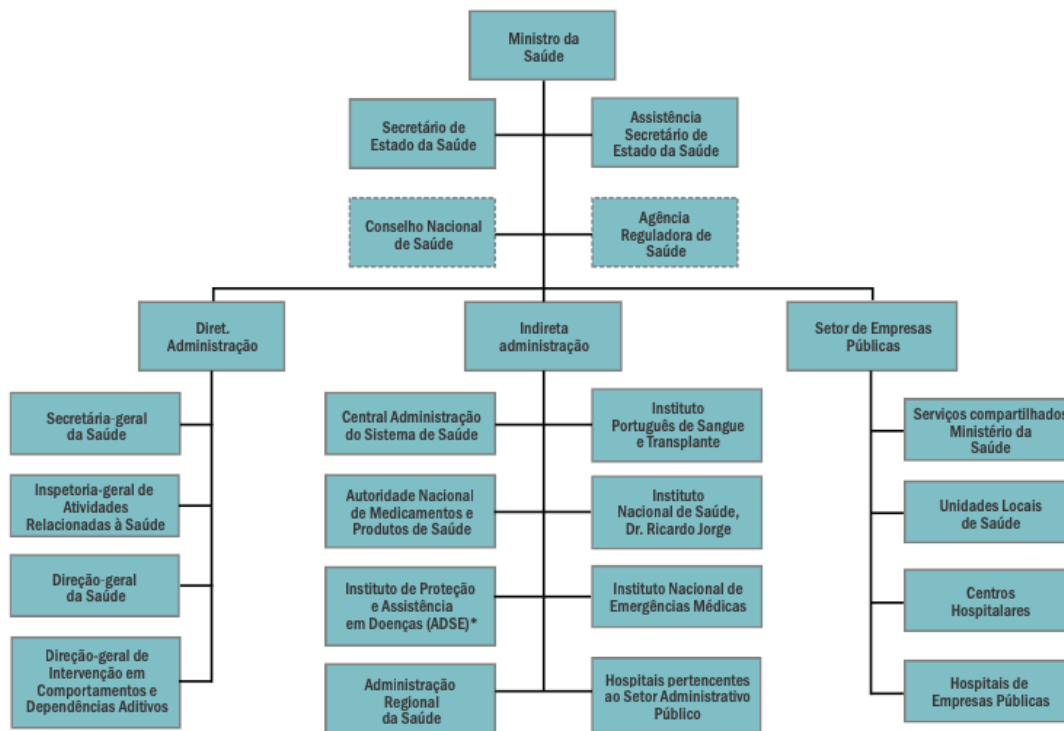 Ministro da
Saúde
Secretário de
Estado da Saúde
Assistência
Secretário de
Estado da Saúde
Conselho Nacional
de Saúde
Agência
Reguladora de
Saúde
Diret.
Administração
Indireta
administração
Setor de Empresas
Públicas
Secretária-geral
da Saúde
Inspetoria-geral de
Atividades
Relacionadas à Saúde
Direção-geral
da Saúde
Direção-geral de
Intervenção em
Comportamentos e
Dependências Aditivos
Central Administração
do Sistema de Saúde
Instituto
Português de Sangue
e Transplante
Autoridade Nacional
de Medicamentos e
Produtos de Saúde
Instituto
Nacional de Saúde,
Dr. Ricardo Jorge
Instituto de Proteção
e Assistência
em Doenças (ADSE)*
Instituto Nacional de
Emergências Médicas
Administração
Regional
da Saúde
Hospitais pertencentes
ao Setor Administrativo
Público
Serviços compartilhados
Ministério da
Saúde
Unidades Locais
de Saúde
Centros
Hospitalares
Hospitais de
Empresas Públicas